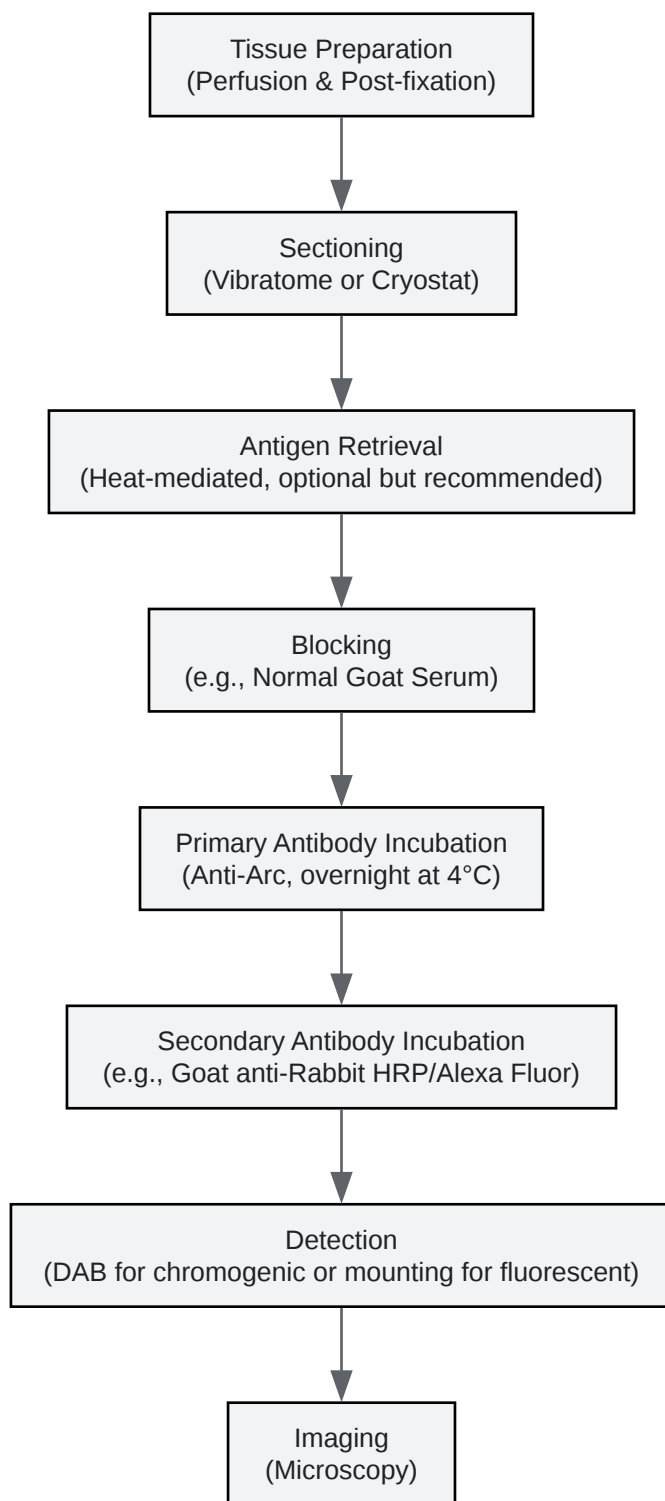 Tissue Preparation
(Perfusion & Post-fixation)
Sectioning
(Vibratome or Cryostat)
Antigen Retrieval
(Heat-mediated, optional but recommended)
Blocking
(e.g., Normal Goat Serum)
Primary Antibody Incubation
(Anti-Arc, overnight at 4°C)
Secondary Antibody Incubation
(e.g., Goat anti-Rabbit HRP/Alexa Fluor)
Detection
(DAB for chromogenic or mounting for fluorescent)
Imaging
(Microscopy)